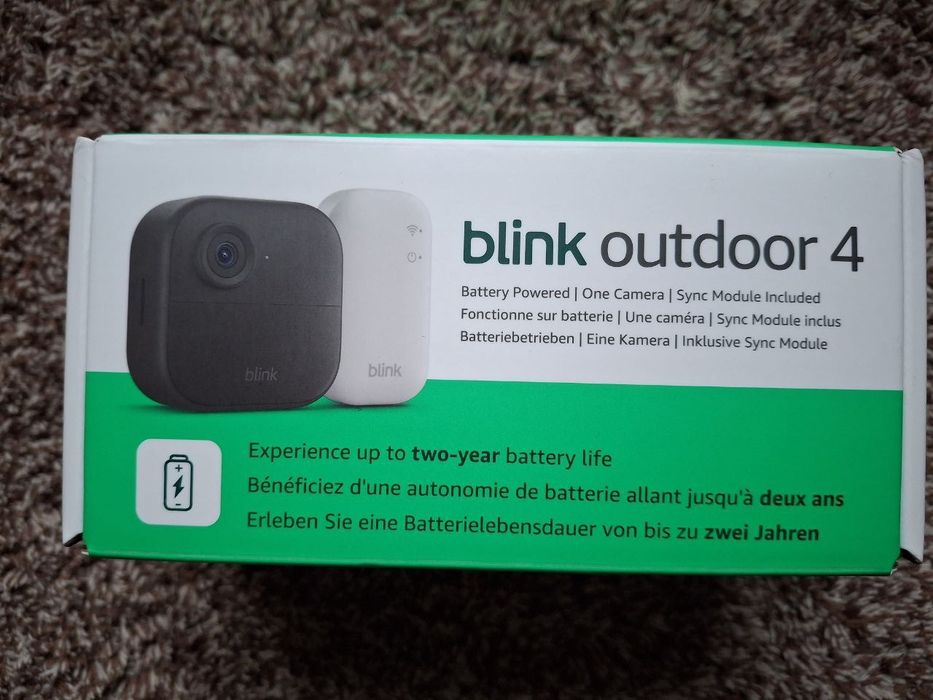 blink outdoor 4
Battery Powered | One Camera | Sync Module Included
Fonctionne sur batterie | Une caméra | Sync Module inclus
Batteriebetrieben | Eine Kamera | Inklusive Sync Module
blink
blink
Experience up to two-year battery life
Bénéficiez d'une autonomie de batterie allant jusqu'à deux ans
Erleben Sie eine Batterielebensdauer von bis zu zwei Jahren